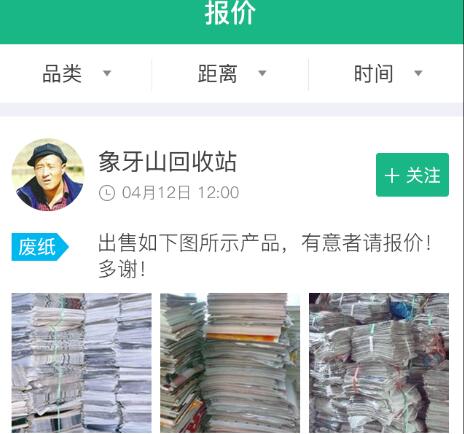 报价
品类
距离
时间
象牙山回收站
04月12日 12:00
+ 关注
废纸
出售如下图所示产品，有意者请报价！
多谢！